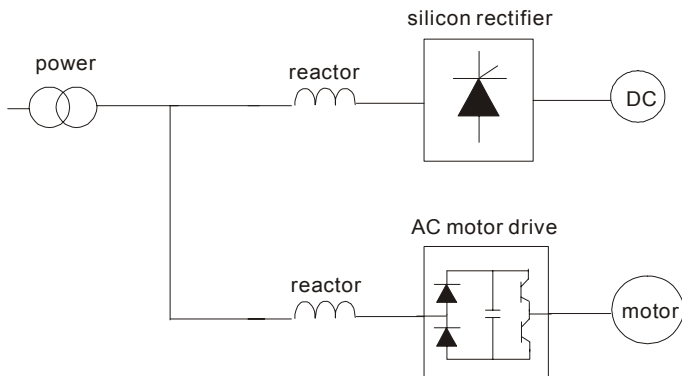 silicon rectifier
power
reactor
DC
AC motor drive
reactor
motor